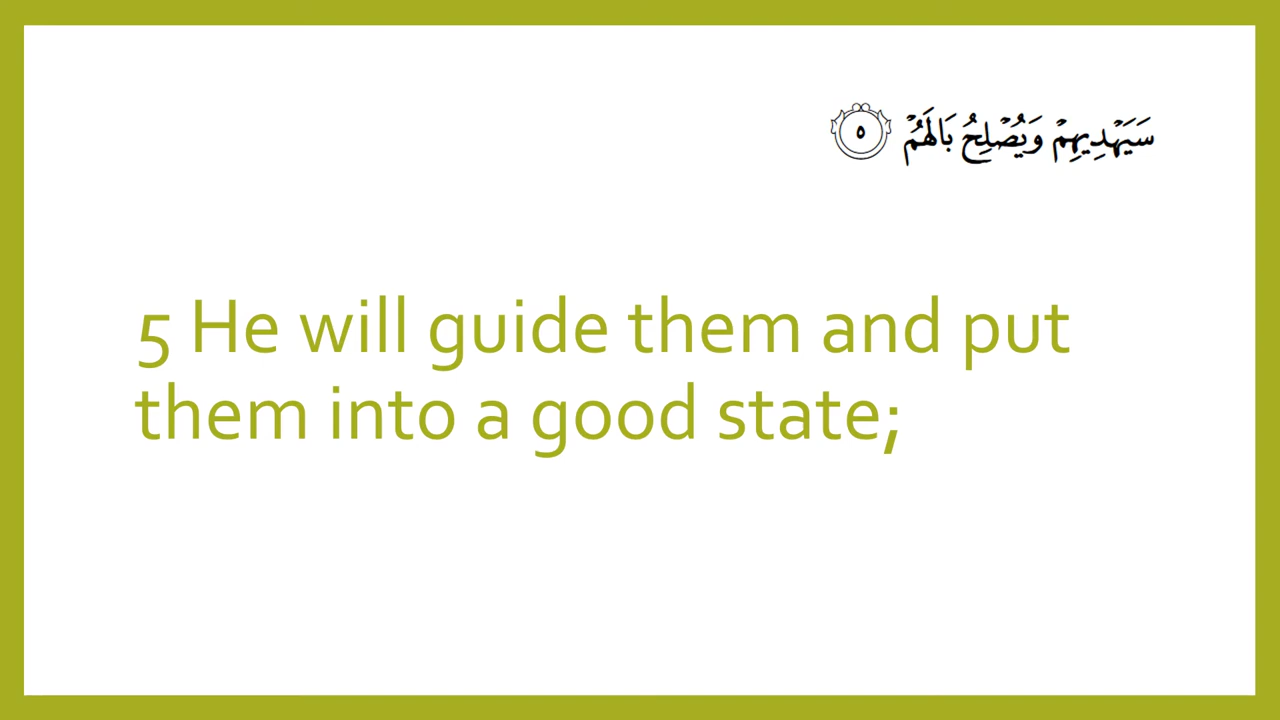 سَيَهْدِيهِمْ وَيُصْلِحُ بَالَهُمْ ٥
5 He will guide them and put
them into a good state;